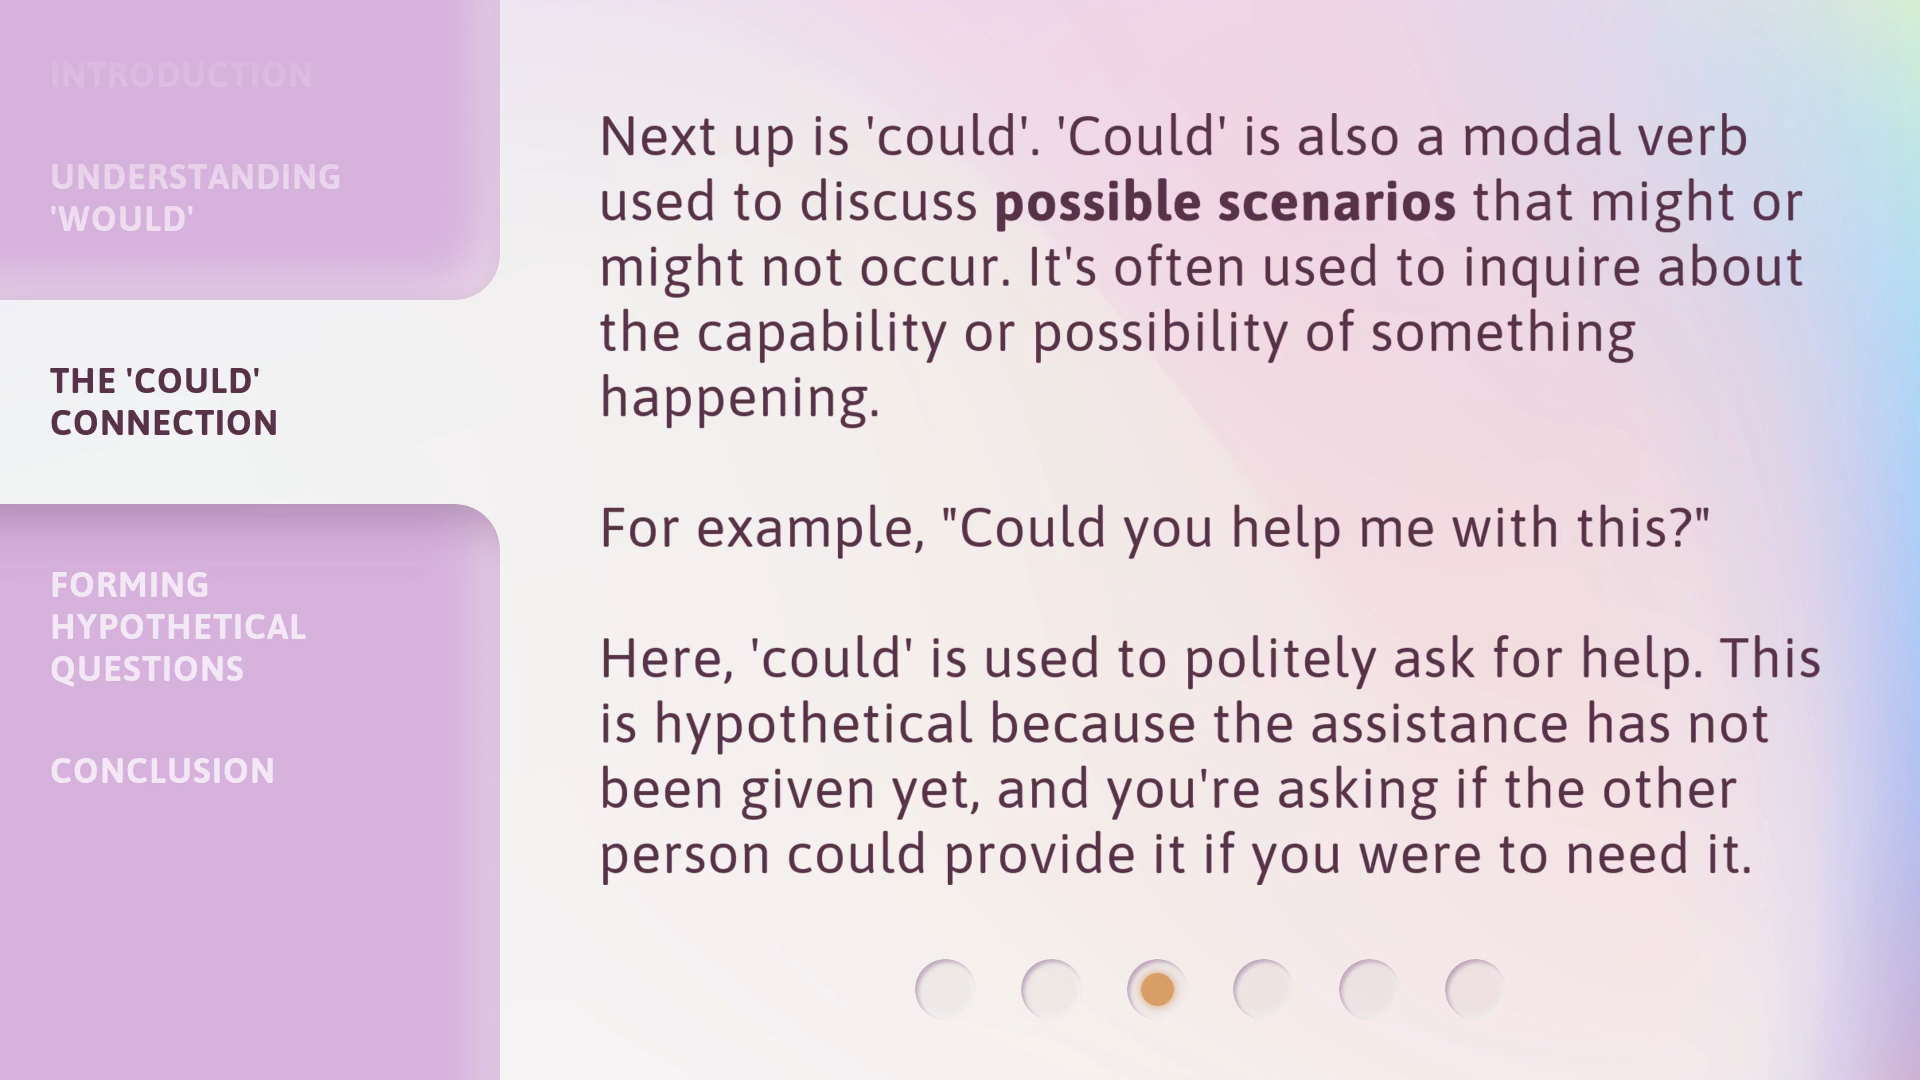 INTRODUCTION
UNDERSTANDING
'WOULD'
THE 'COULD'
CONNECTION
FORMING
HYPOTHETICAL
QUESTIONS
CONCLUSION
Next up is 'could'. 'Could' is also a modal verb
used to discuss possible scenarios that might or
might not occur. It's often used to inquire about
the capability or possibility of something
happening.
For example, "Could you help me with this?"
Here, 'could' is used to politely ask for help. This
is hypothetical because the assistance has not
been given yet, and you're asking if the other
person could provide it if you were to need it.